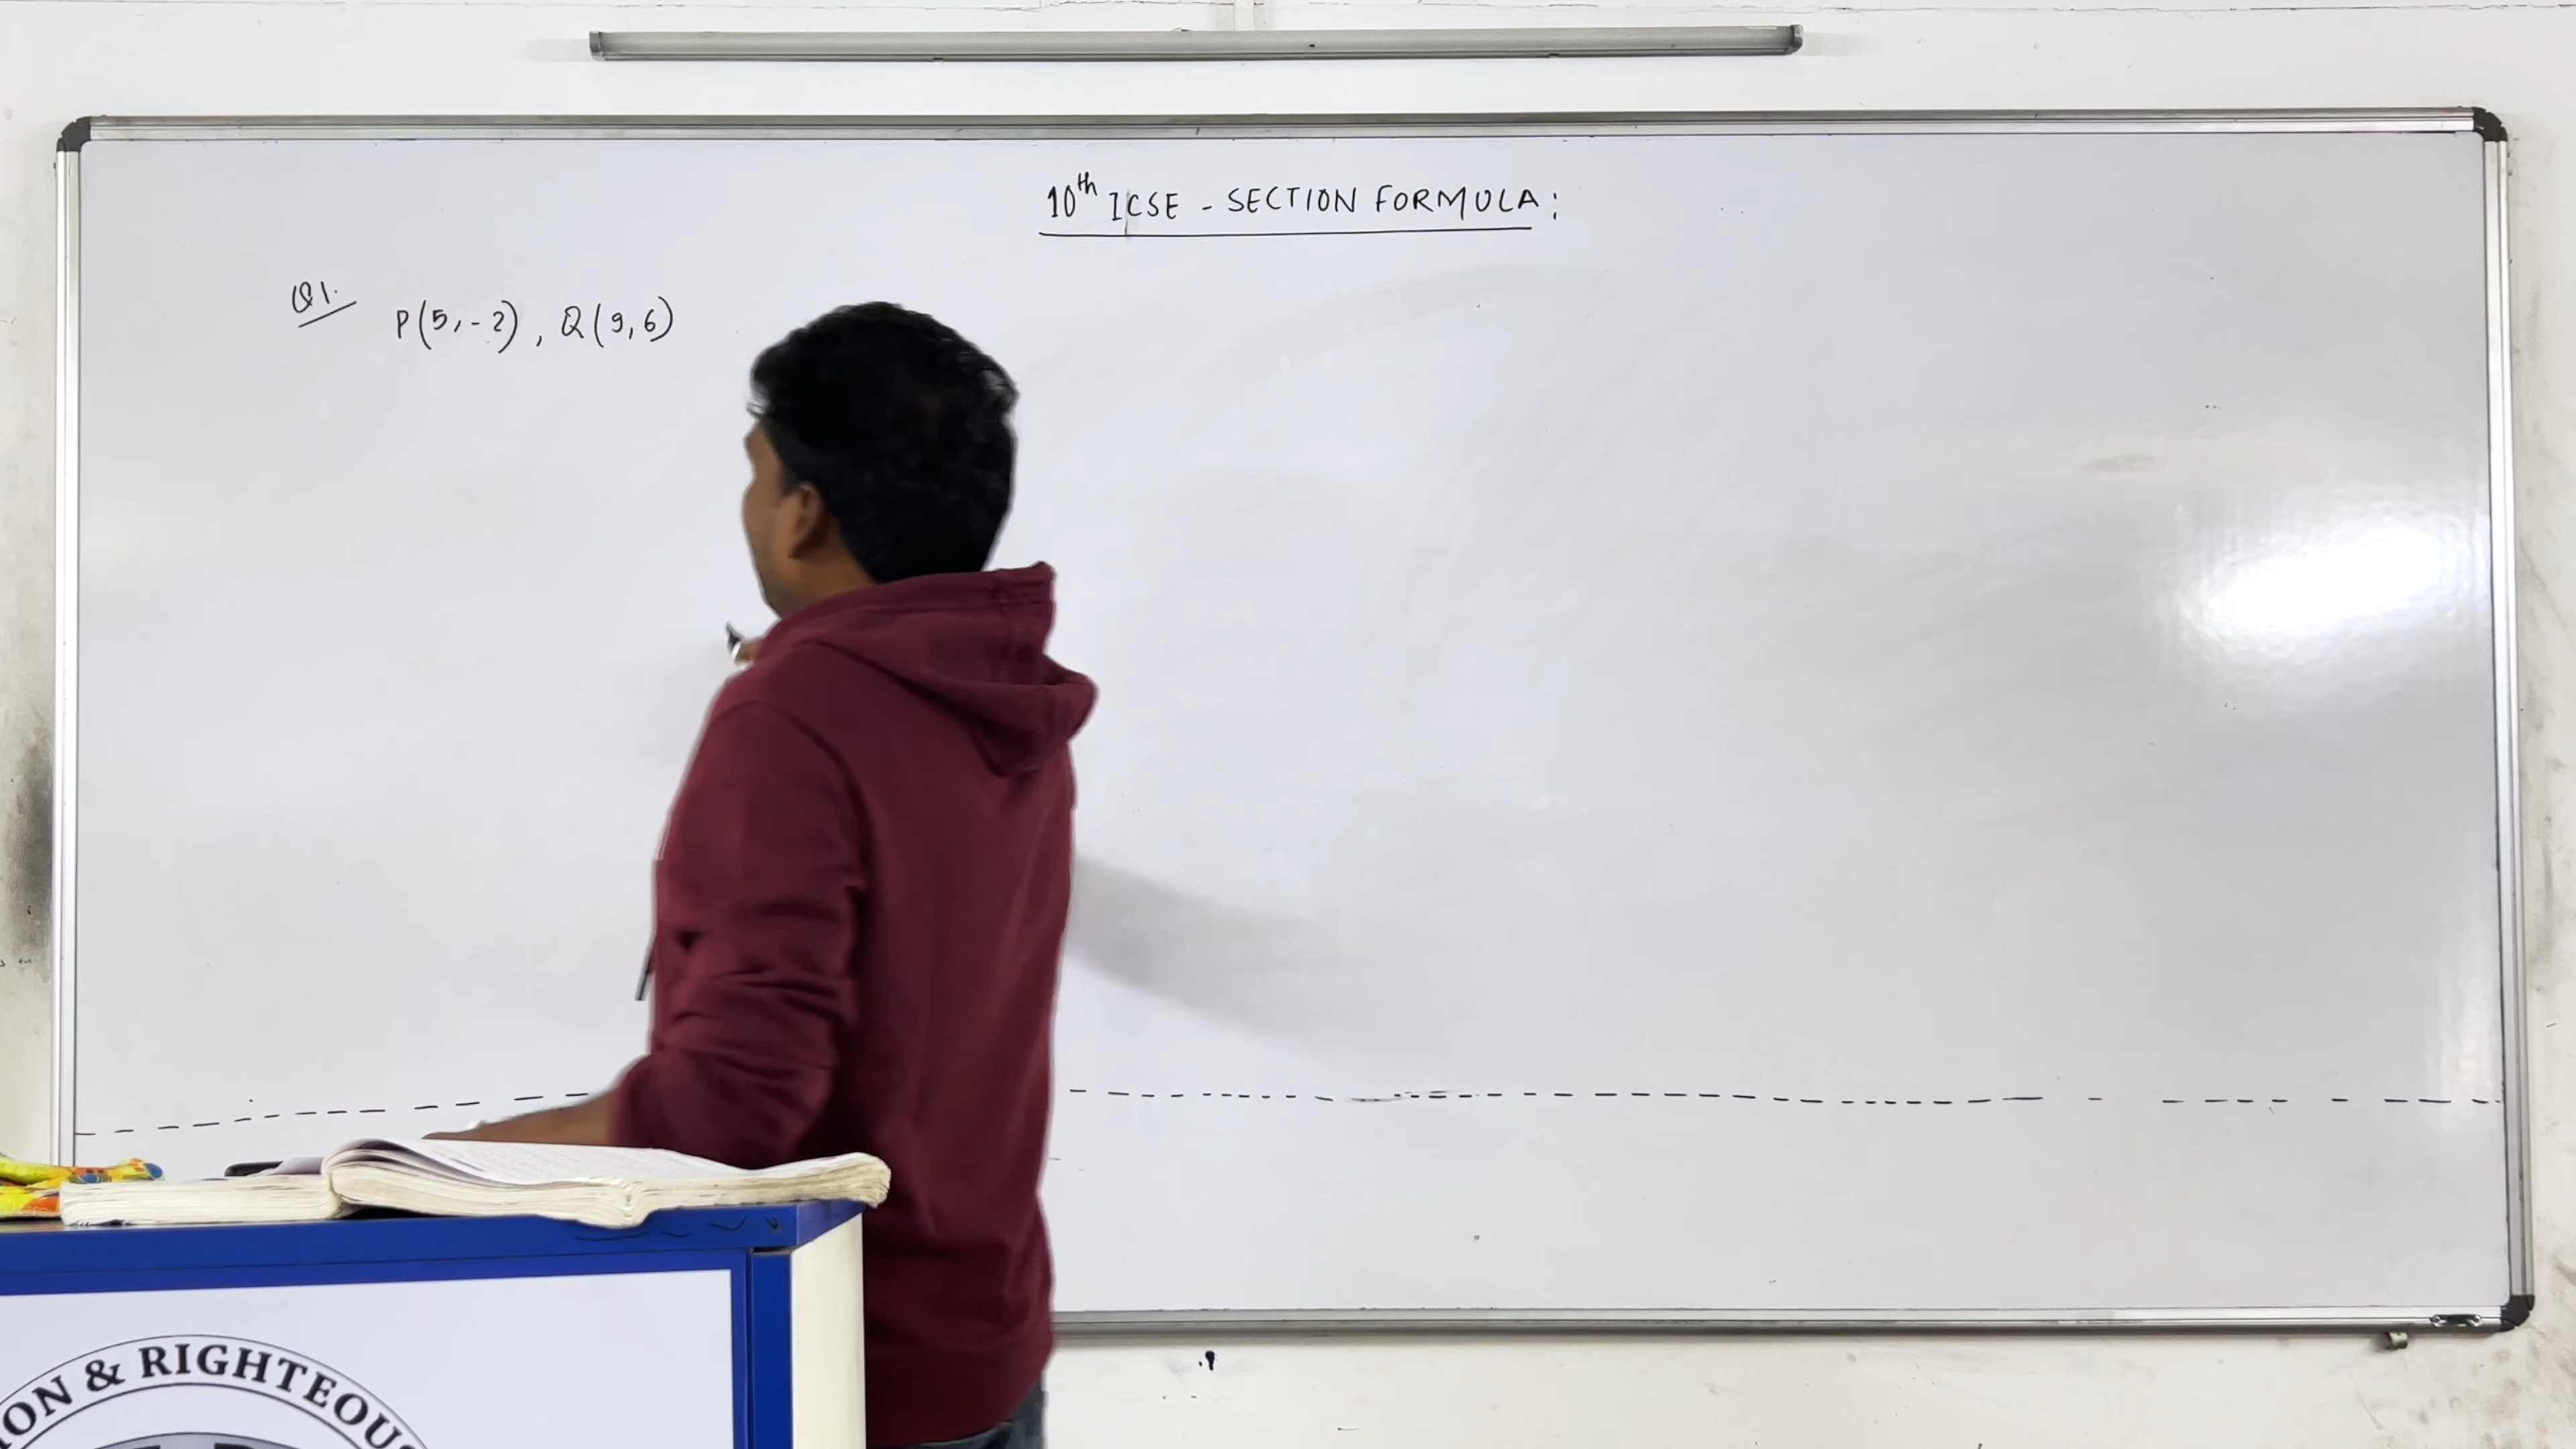 10th ICSE - SECTION FORMULA :
Q1. P(5,-2), Q(9,6)
ON & RIGHTEOUS